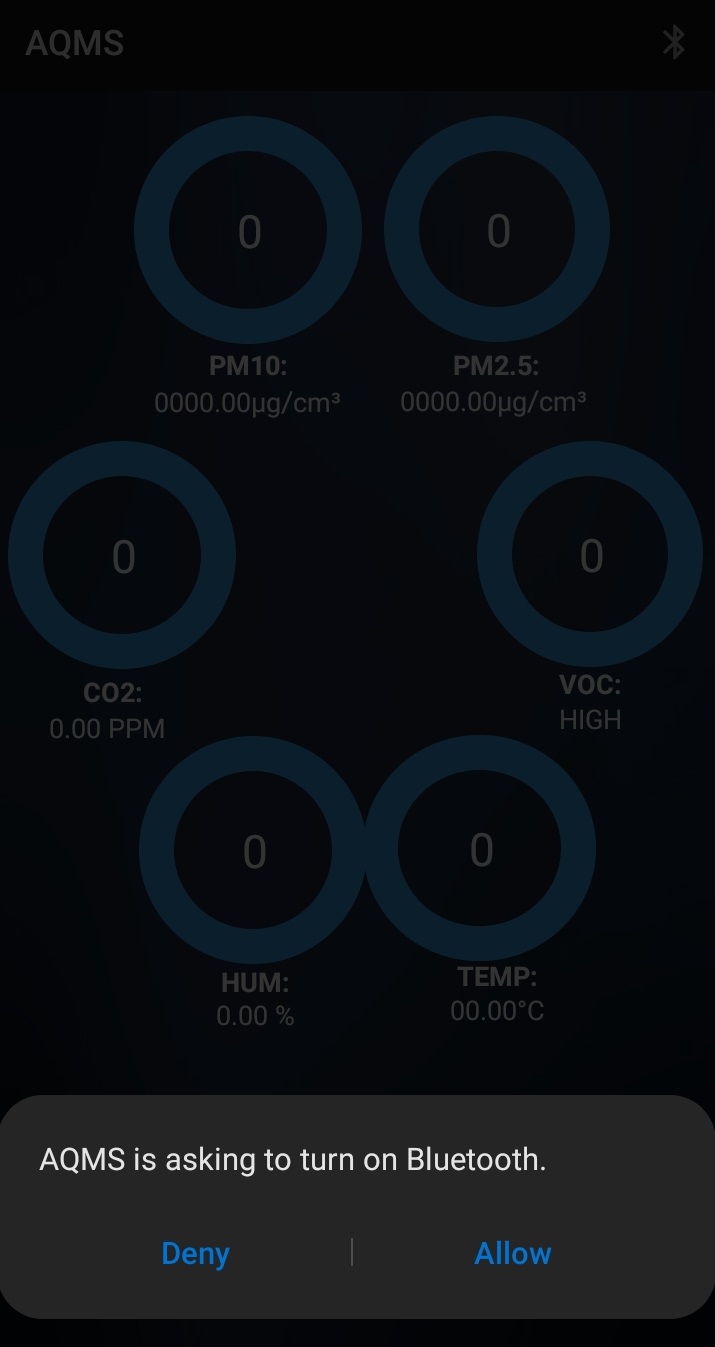 AQMS
0
0
PM10:
PM2.5:
0000.00µg/cm³
0000.00µg/cm³
0
0
CO2:
VOC:
0.00 PPM
HIGH
0
0
HUM:
TEMP:
0.00 %
00.00°C
AQMS is asking to turn on Bluetooth.
Deny
Allow